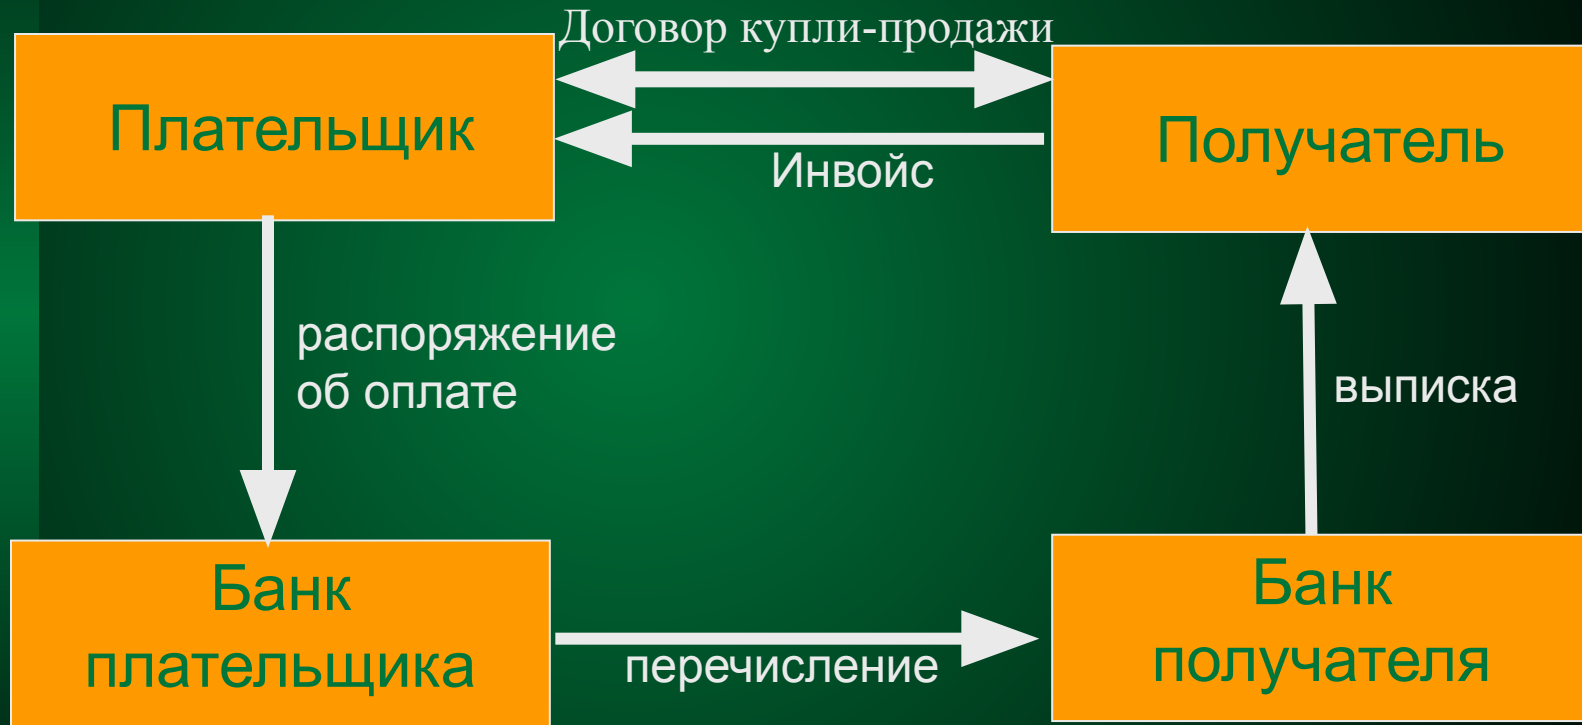 Договор купли-продажи
Плательщик
Получатель
Инвойс
распоряжение
об оплате
выписка
Банк
плательщика
перечисление
Банк
получателя